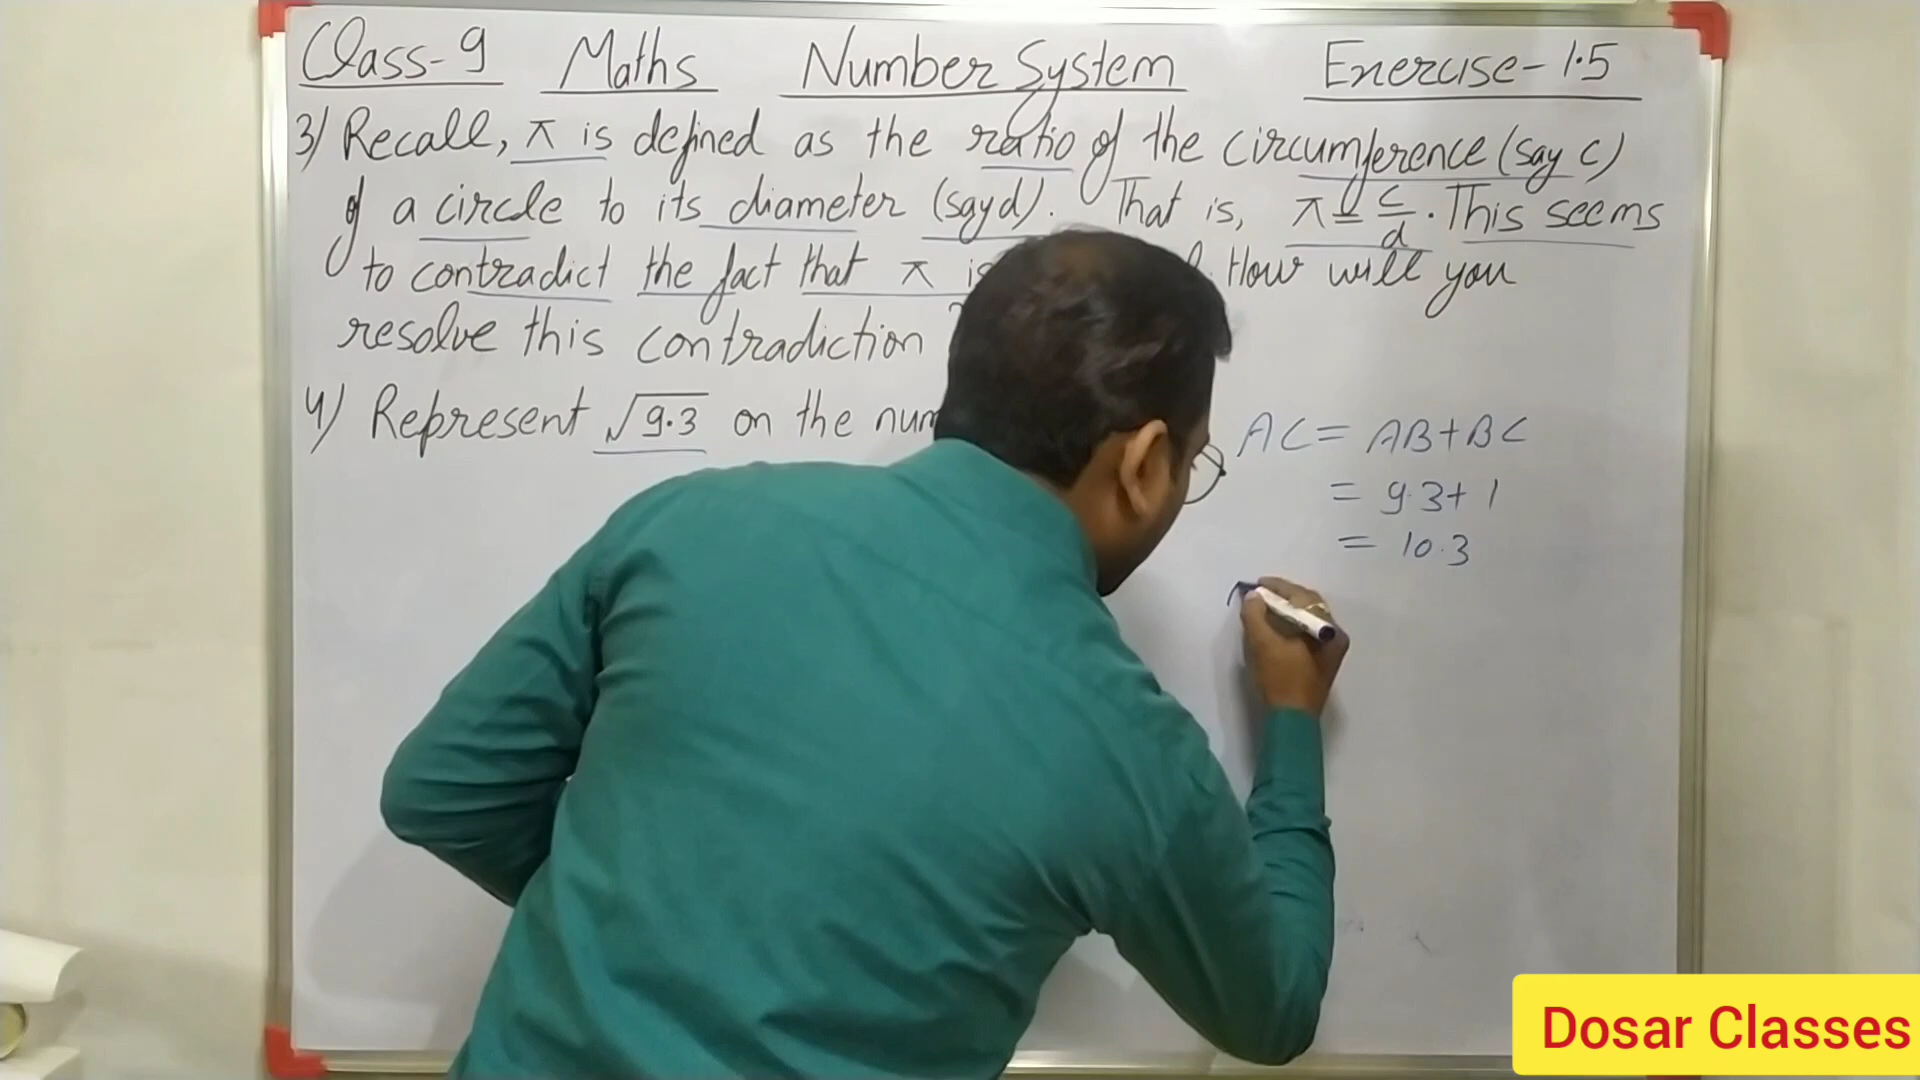 Class-9 Maths Number System Exercise-1.5
3) Recall, π is defined as the ratio of the circumference (say c)
of a circle to its diameter (say d). That is, π = c/d. This seems
to contradict the fact that π is How will you
resolve this contradiction
4) Represent √9.3 on the
AC = AB+BC
= 9.3+1
= 10.3
Dosar Classes